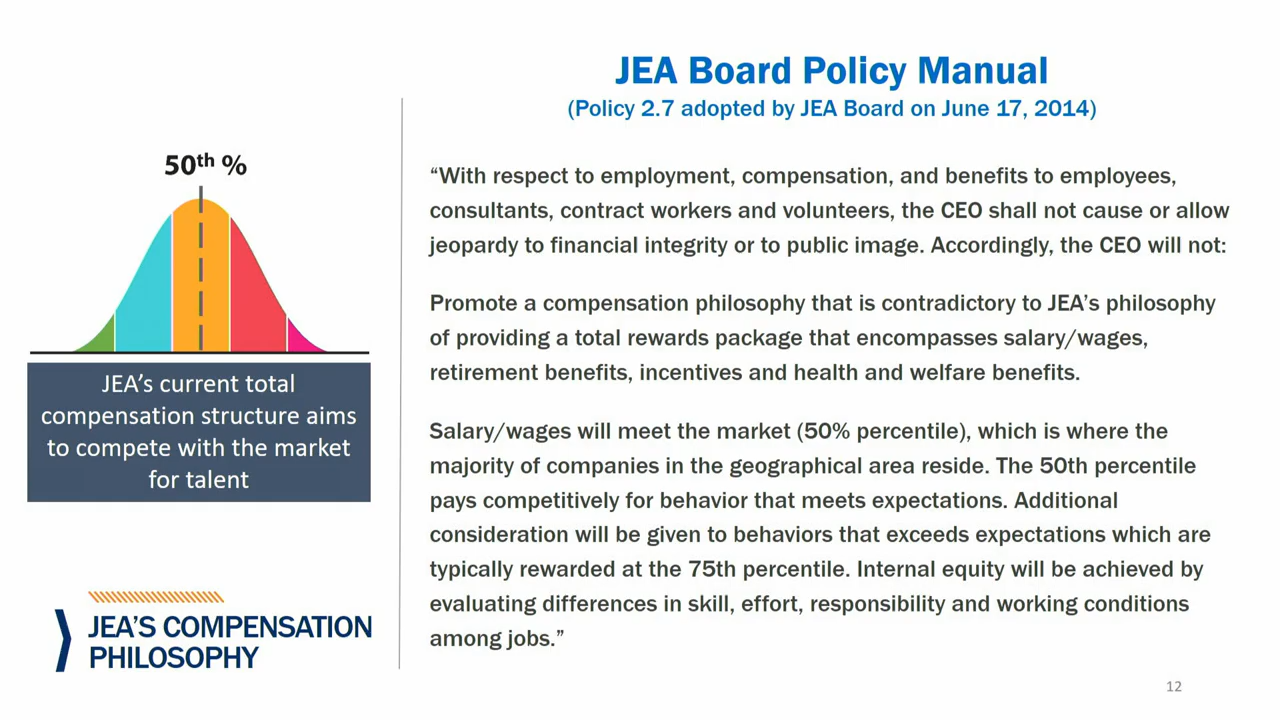 JEA Board Policy Manual
(Policy 2.7 adopted by JEA Board on June 17, 2014)
50th %
JEA's current total
compensation structure aims
to compete with the market
for talent
JEA'S COMPENSATION
PHILOSOPHY
“With respect to employment, compensation, and benefits to employees,
consultants, contract workers and volunteers, the CEO shall not cause or allow
jeopardy to financial integrity or to public image. Accordingly, the CEO will not:
Promote a compensation philosophy that is contradictory to JEA's philosophy
of providing a total rewards package that encompasses salary/wages,
retirement benefits, incentives and health and welfare benefits.
Salary/wages will meet the market (50% percentile), which is where the
majority of companies in the geographical area reside. The 50th percentile
pays competitively for behavior that meets expectations. Additional
consideration will be given to behaviors that exceeds expectations which are
typically rewarded at the 75th percentile. Internal equity will be achieved by
evaluating differences in skill, effort, responsibility and working conditions
among jobs.”
12